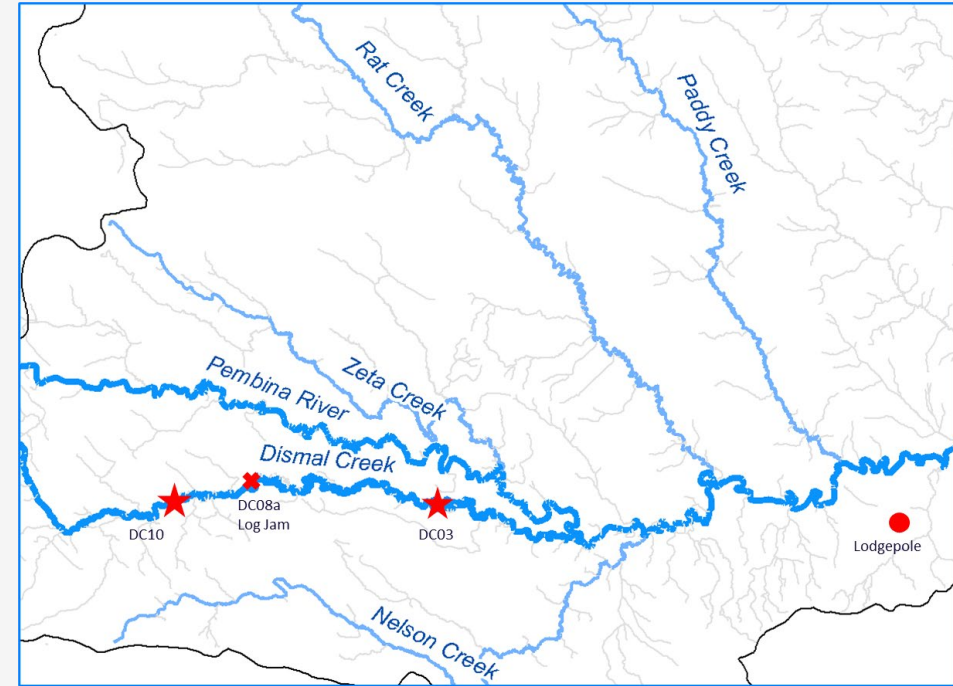 Rat Creek
Paddy Creek
Zeta Creek
Pembina River
Dismal Creek
DC08a
Log Jam
DC10
DC03
Lodgepole
Nelson Creek